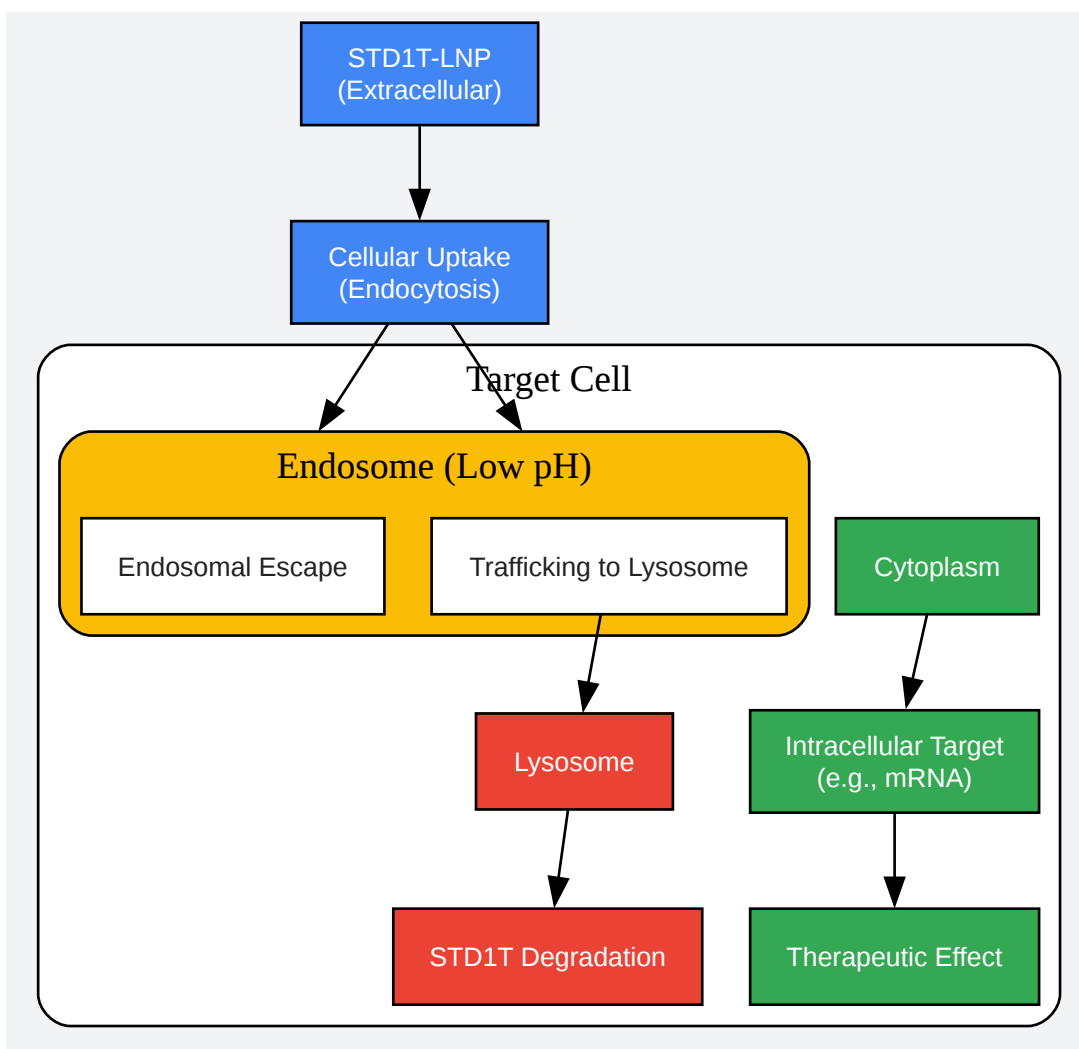 STD1T-LNP
(Extracellular)
Cellular Uptake
(Endocytosis)
Target Cell
Endosome (Low pH)
Endosomal Escape
Trafficking to Lysosome
Cytoplasm
Lysosome
Intracellular Target
(e.g., mRNA)
STD1T Degradation
Therapeutic Effect